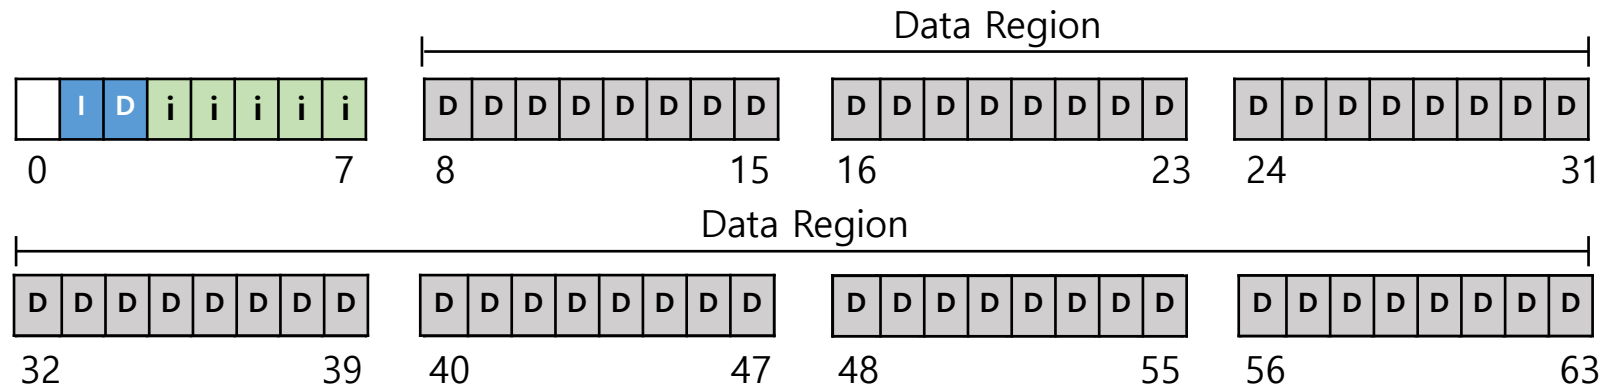 Data Region
I D i i i i i D D D D D D D D D D D D D D D D D D D D D D D D
0 7 8 15 16 23 24 31
Data Region
D D D D D D D D D D D D D D D D D D D D D D D D D D D D D D D D
32 39 40 47 48 55 56 63